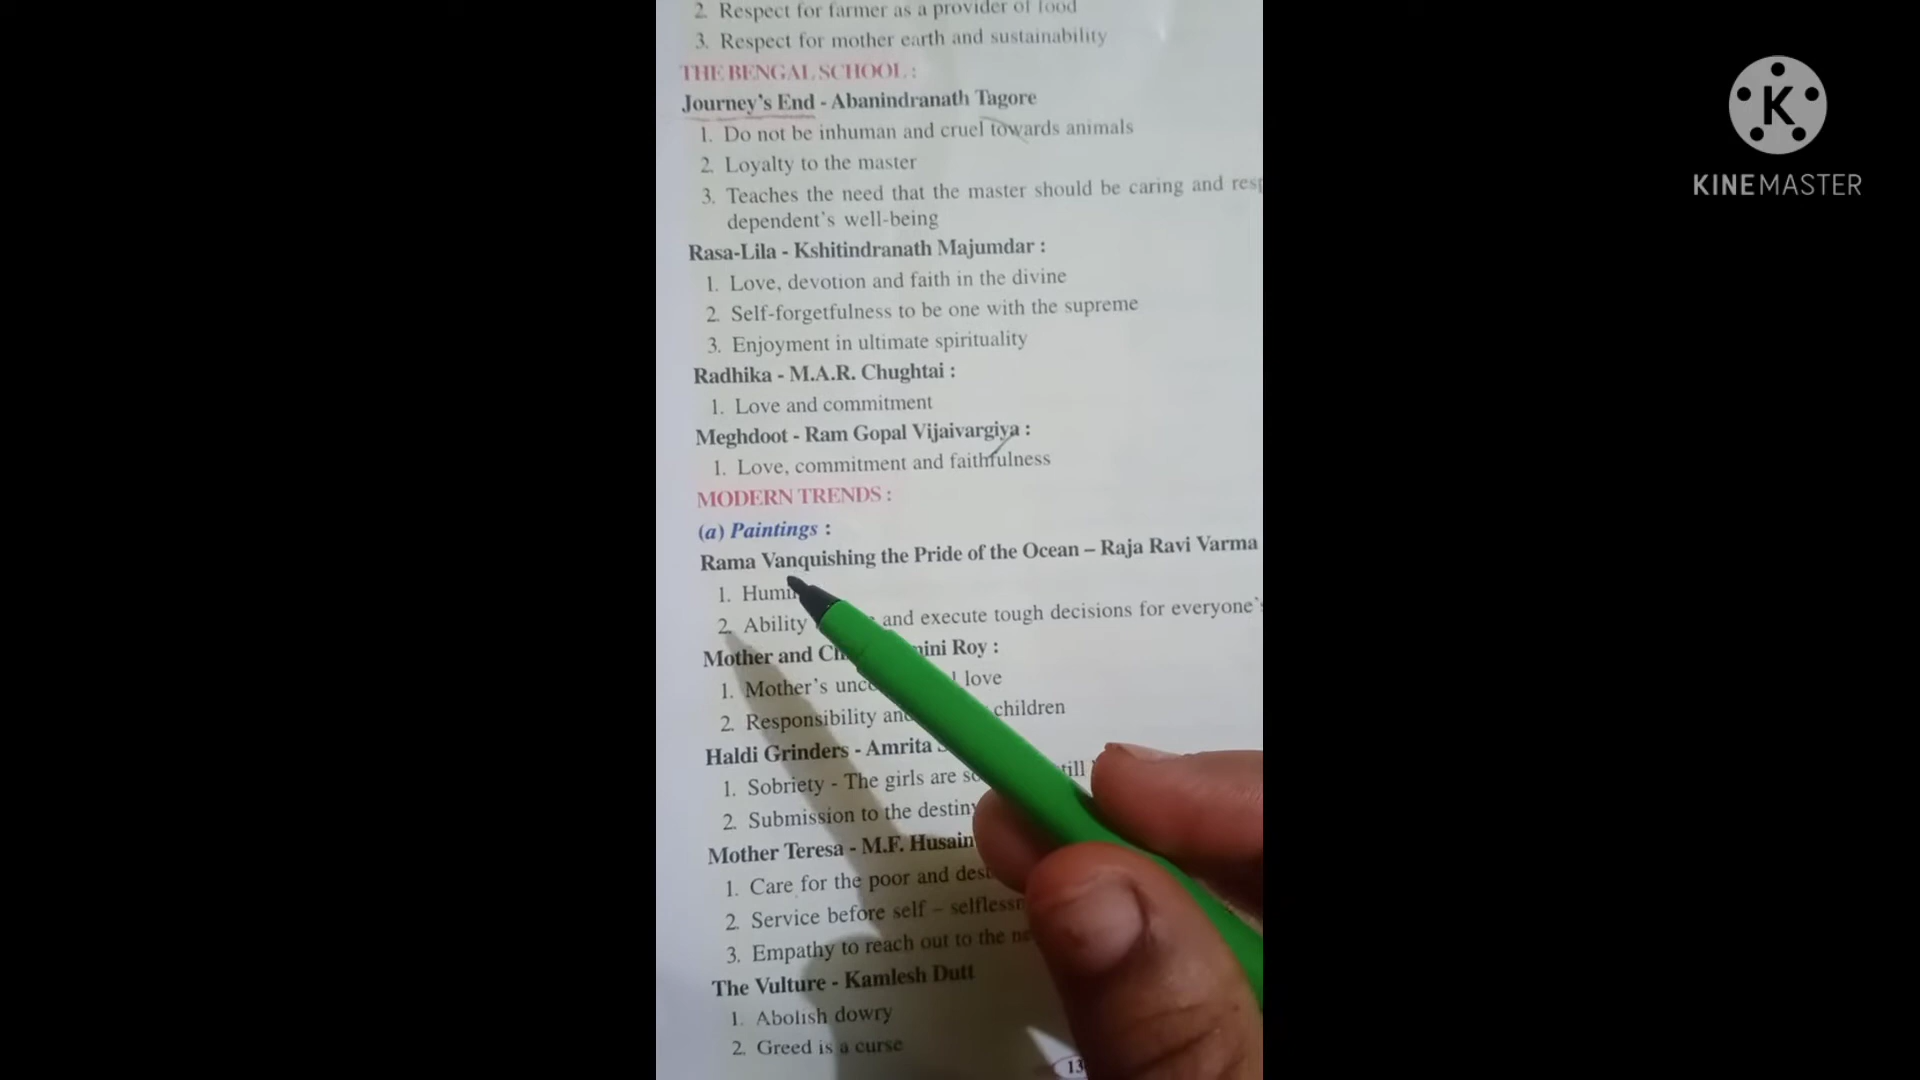 2. Respect for farmer as a provider of food
3. Respect for mother earth and sustainability
THE BENGAL SCHOOL :
Journey's End - Abanindranath Tagore
1. Do not be inhuman and cruel towards animals
2. Loyalty to the master
3. Teaches the need that the master should be caring and
dependent's well-being
Rasa-Lila - Kshitindranath Majumdar :
1. Love, devotion and faith in the divine
2. Self-forgetfulness to be one with the supreme
3. Enjoyment in ultimate spirituality
Radhika - M.A.R. Chughtai :
1. Love and commitment
Meghdoot - Ram Gopal Vijaivargiya :
1. Love, commitment and faithfulness
MODERN TRENDS :
(a) Paintings :
Rama Vanquishing the Pride of the Ocean – Raja Ravi Varma
1.
2. Ability and execute tough decisions for everyone's
Mother and Roy :
1. Mother's love
2. Responsibility children
Haldi Grinders - Amrita
1. Sobriety - The girls are
2. Submission to the
Mother Teresa - M.F. Husain
1. Care for the poor and
2. Service before self –
3. Empathy to reach out to the
The Vulture - Kamlesh Dutt
1. Abolish dowry
2. Greed is a curse
K
KINEMASTER